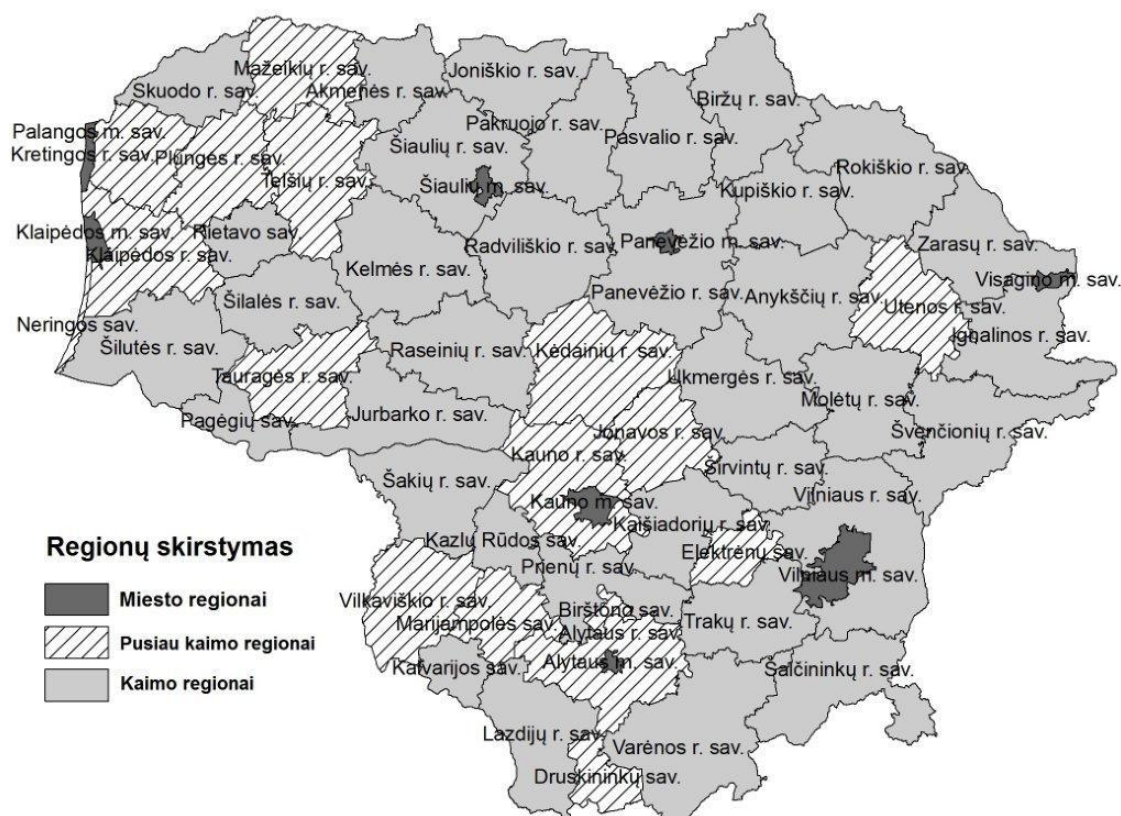 Mažeikių r. sav.
Joniškio r. sav.
Skuodo r. sav.
Akmenės r. sav.
Biržų r. sav.
Palangos m. sav.
Pakruojo r. sav.
Pasvalio r. sav.
Kretingos r. sav.
Plungės r. sav.
Šiaulių r. sav.
Rokiškio r. sav.
Telšių r. sav.
Šiaulių m. sav.
Kupiškio r. sav.
Klaipėdos m. sav.
Rietavo sav.
Radviliškio r. sav.
Panevėžio m. sav.
Zarasų r. sav.
Klaipėdos r. sav.
Kelmės r. sav.
Visagino m. sav.
Šilalės r. sav.
Panevėžio r. sav.
Anykščių r. sav.
Utenos r. sav.
Neringos sav.
Ignalinos r. sav.
Šilutės r. sav.
Raseinių r. sav.
Kėdainių r. sav.
Tauragės r. sav.
Ukmergės r. sav.
Molėtų r. sav.
Pagėgių sav.
Jurbarko r. sav.
Jonavos r. sav.
Švenčionių r. sav.
Kauno r. sav.
Širvintų r. sav.
Šakių r. sav.
Vilniaus r. sav.
Kauno m. sav.
Kaišiadorių r. sav.
Kazlų Rūdos sav.
Elektrėnų sav.
Prienų r. sav.
Vilniaus m. sav.
Vilkaviškio r. sav.
Birštono sav.
Marijampolės sav.
Alytaus r. sav.
Trakų r. sav.
Kalvarijos sav.
Alytaus m. sav.
Šalčininkų r. sav.
Lazdijų r. sav.
Varėnos r. sav.
Druskininkų sav.
Regionų skirstymas
Miesto regionai
Pusiau kaimo regionai
Kaimo regionai